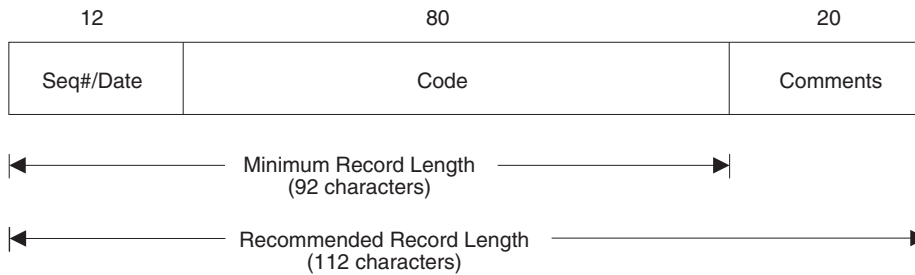 12 80 20
Seq#/Date Code Comments
Minimum Record Length
(92 characters)
Recommended Record Length
(112 characters)